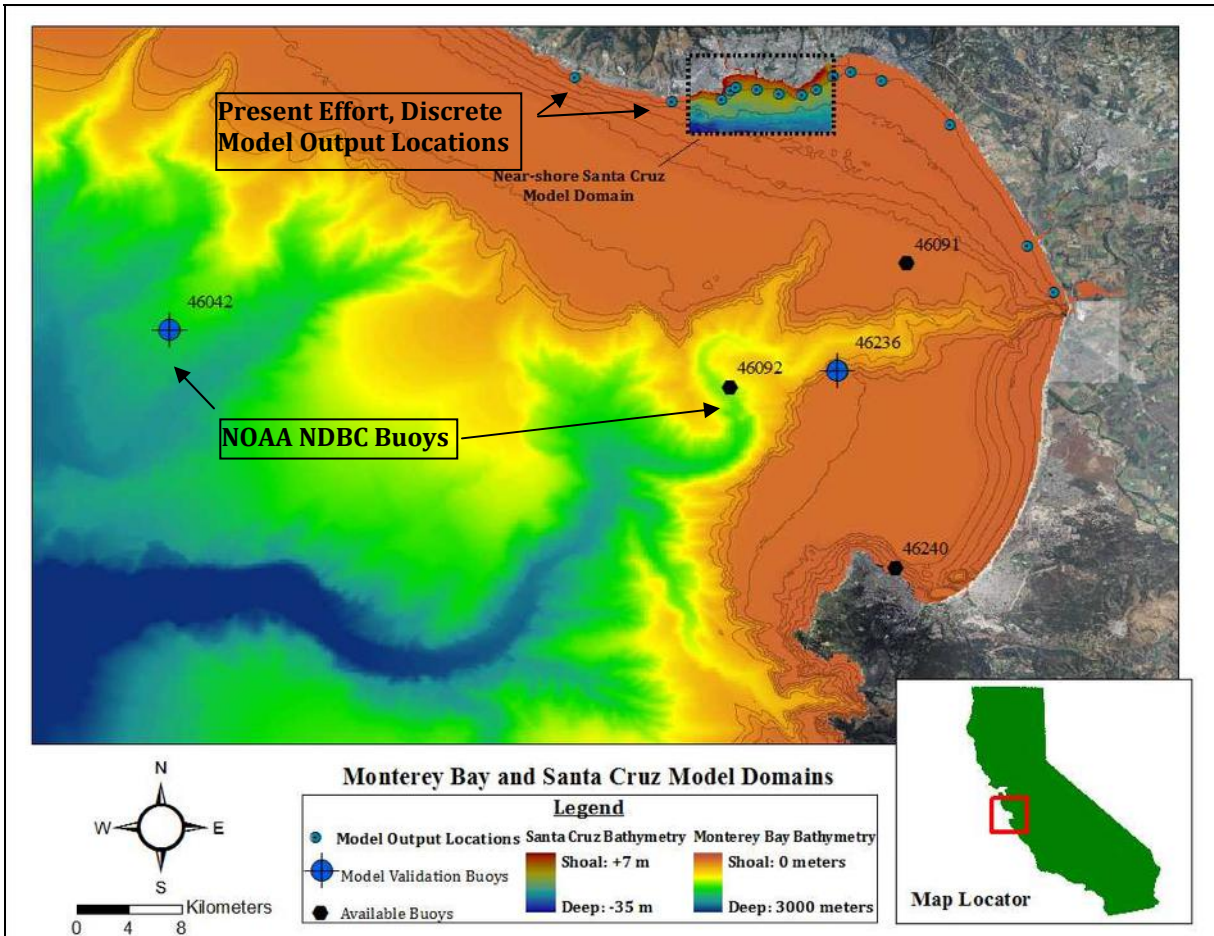 Present Effort, Discrete
Model Output Locations
Near-shore Santa Cruz
Model Domain
46091
46042
46236
46092
NOAA NDBC Buoys
46240
N
W E
S
Kilometers
0 4 8
Monterey Bay and Santa Cruz Model Domains
Legend
Model Output Locations
Model Validation Buoys
Available Buoys
Santa Cruz Bathymetry
Shoal: +7 m
Deep: -35 m
Monterey Bay Bathymetry
Shoal: 0 meters
Deep: 3000 meters
Map Locator